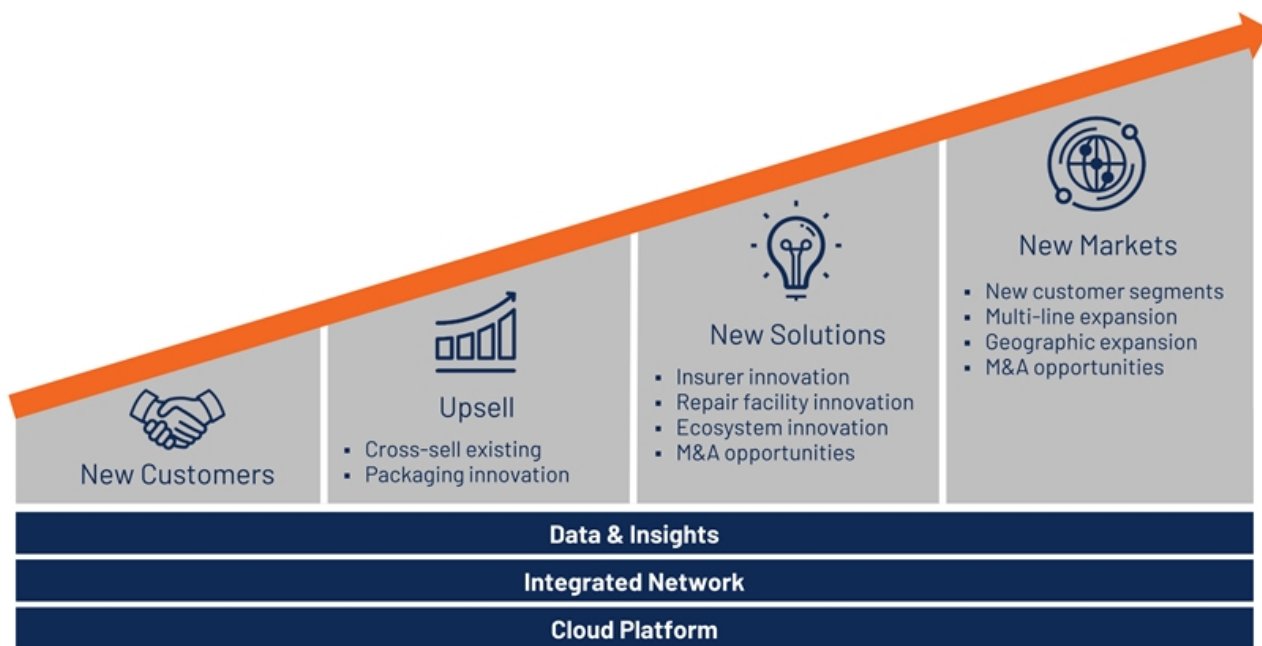 New Customers
Upsell
▪ Cross-sell existing
▪ Packaging innovation
New Solutions
▪ Insurer innovation
▪ Repair facility innovation
▪ Ecosystem innovation
▪ M&A opportunities
New Markets
▪ New customer segments
▪ Multi-line expansion
▪ Geographic expansion
▪ M&A opportunities
Data & Insights
Integrated Network
Cloud Platform